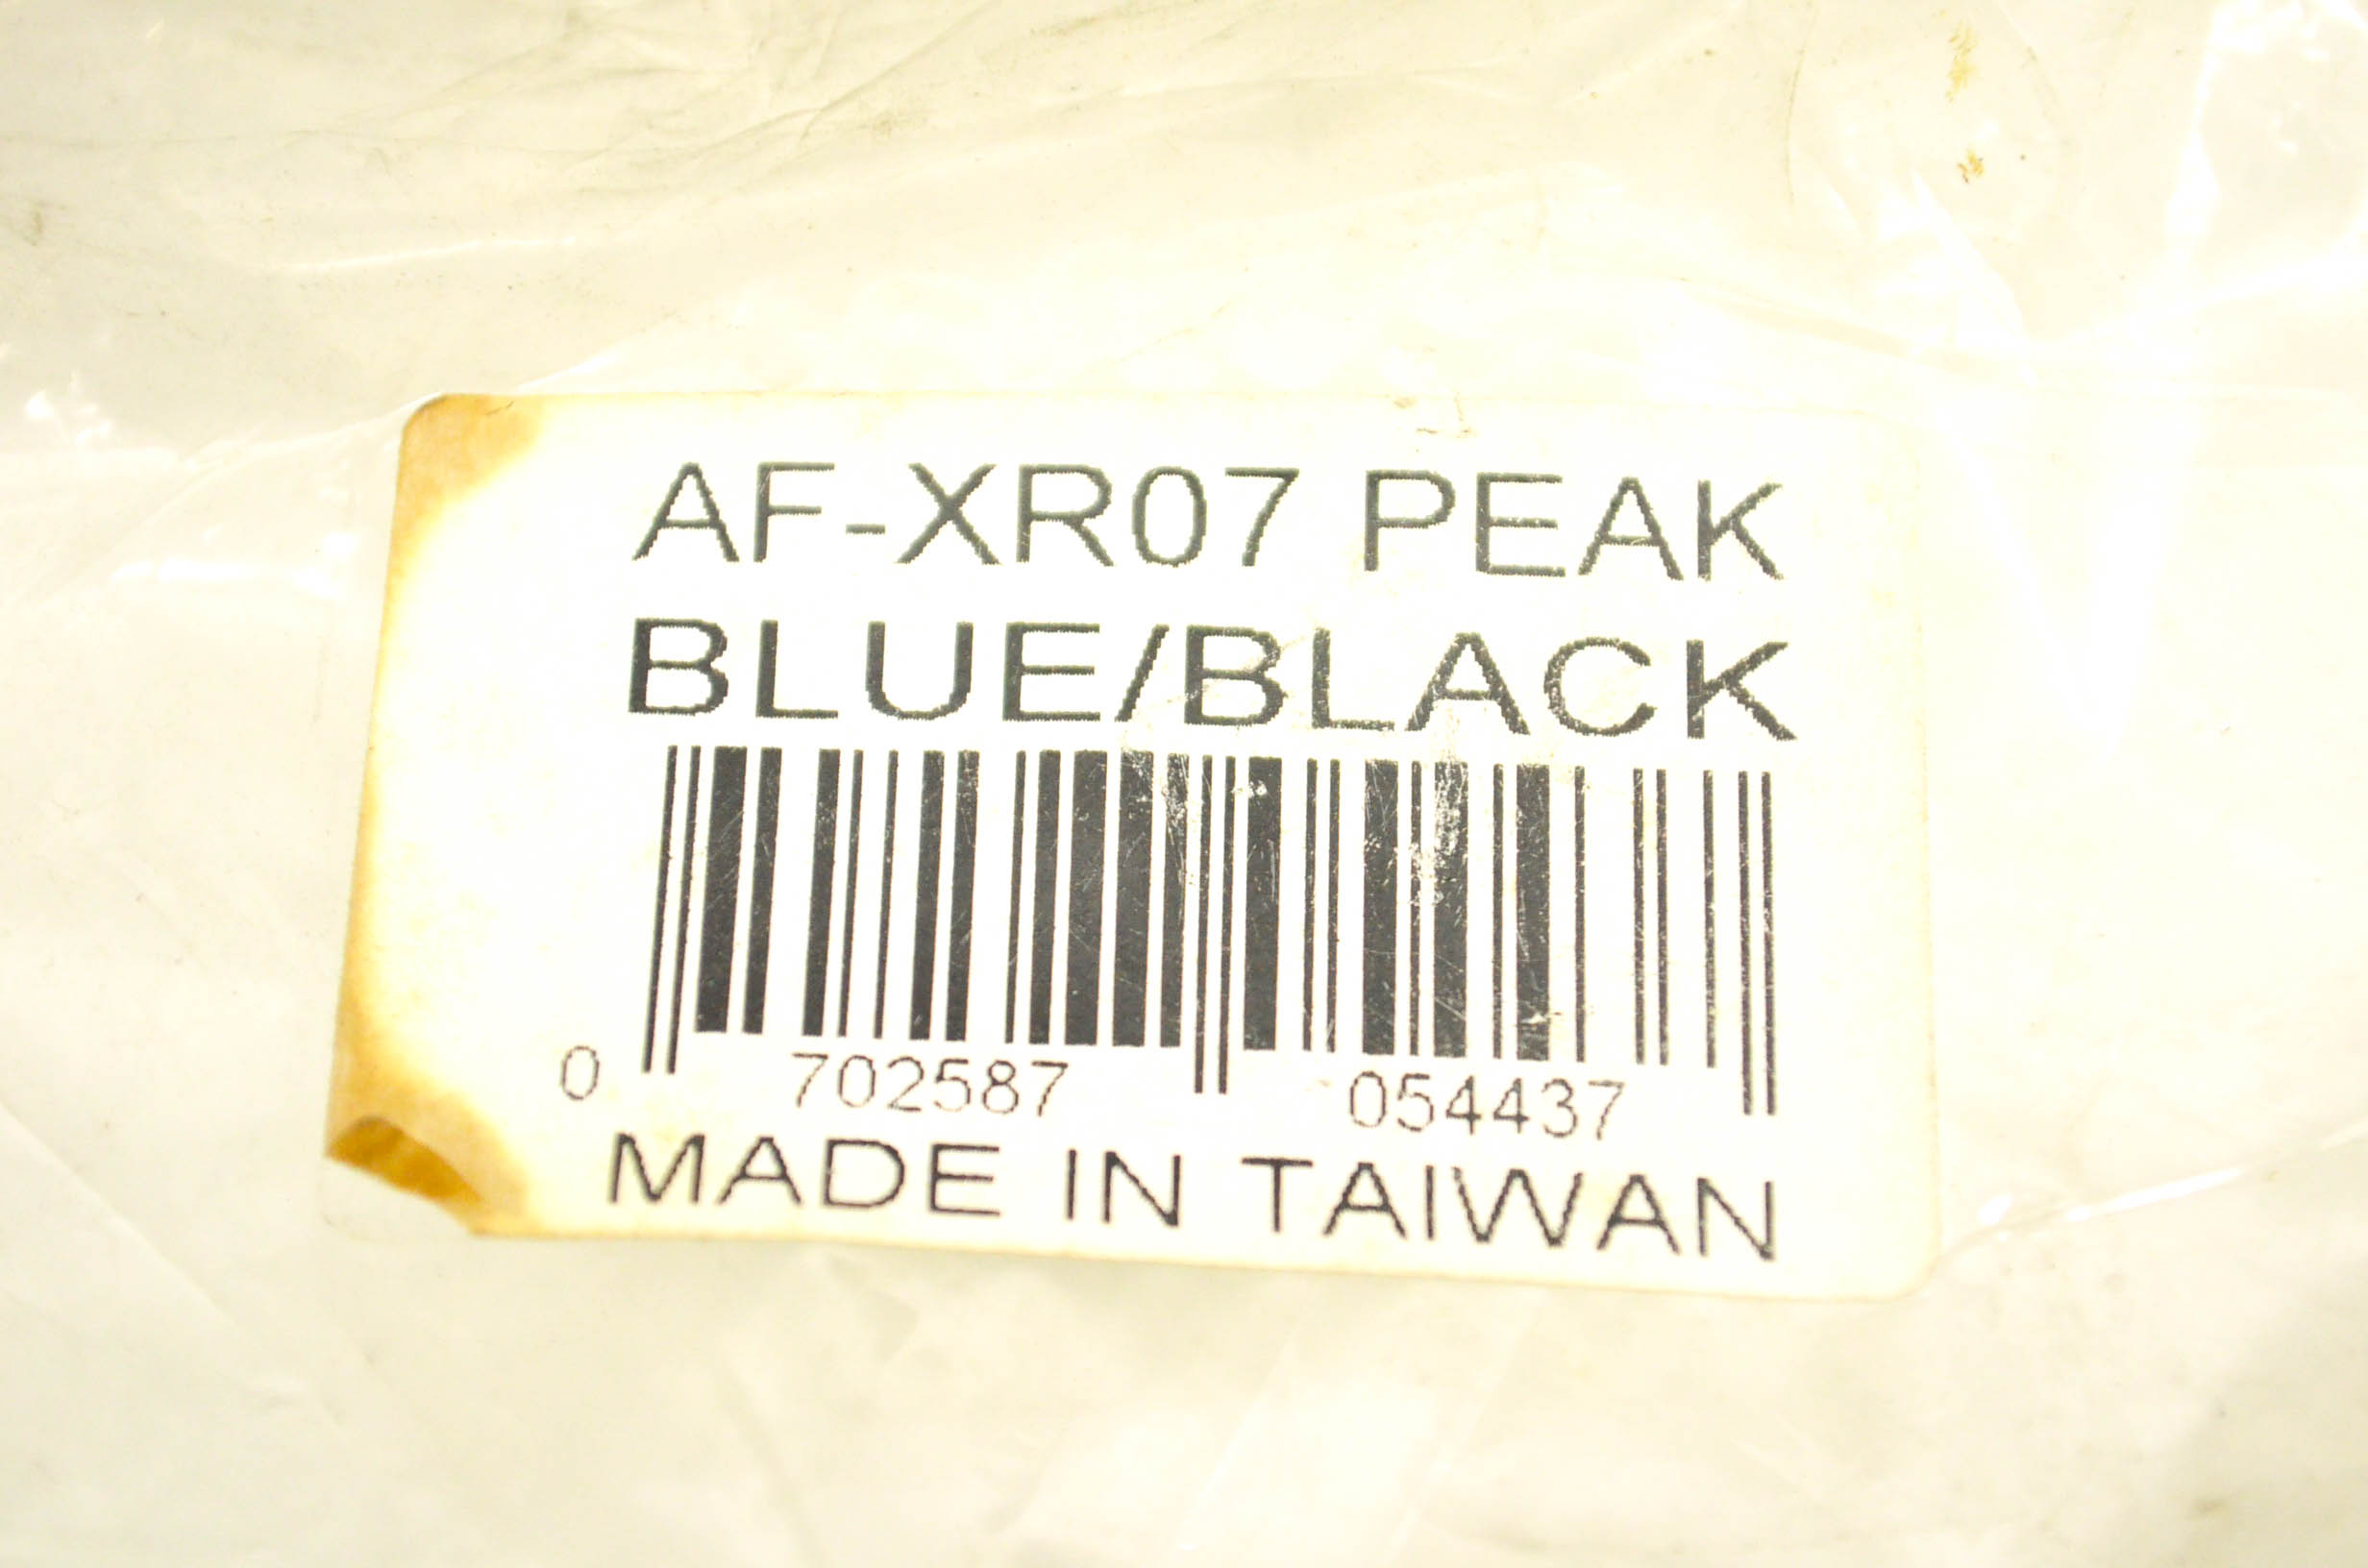 AF-XR07 PEAK
BLUE/BLACK
0 702587 054437
MADE IN TAIWAN